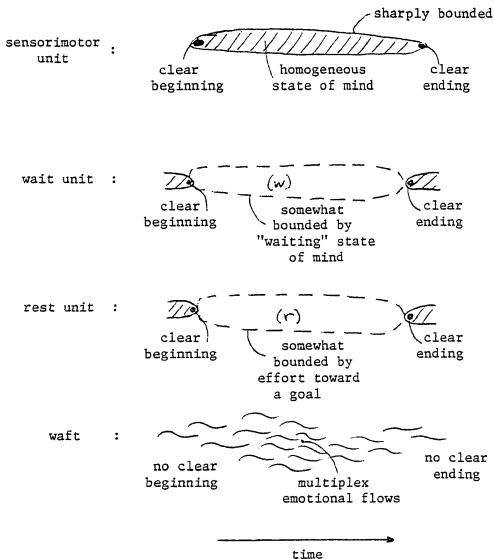 sharply bounded
sensorimotor
unit :
clear
beginning
homogeneous
state of mind
clear
ending
wait unit :
(w)
clear
beginning
somewhat
bounded by
"waiting" state
of mind
clear
ending
rest unit :
(r)
clear
beginning
somewhat
bounded by
effort toward
a goal
clear
ending
waft :
no clear
beginning
multiplex
emotional flows
no clear
ending
time